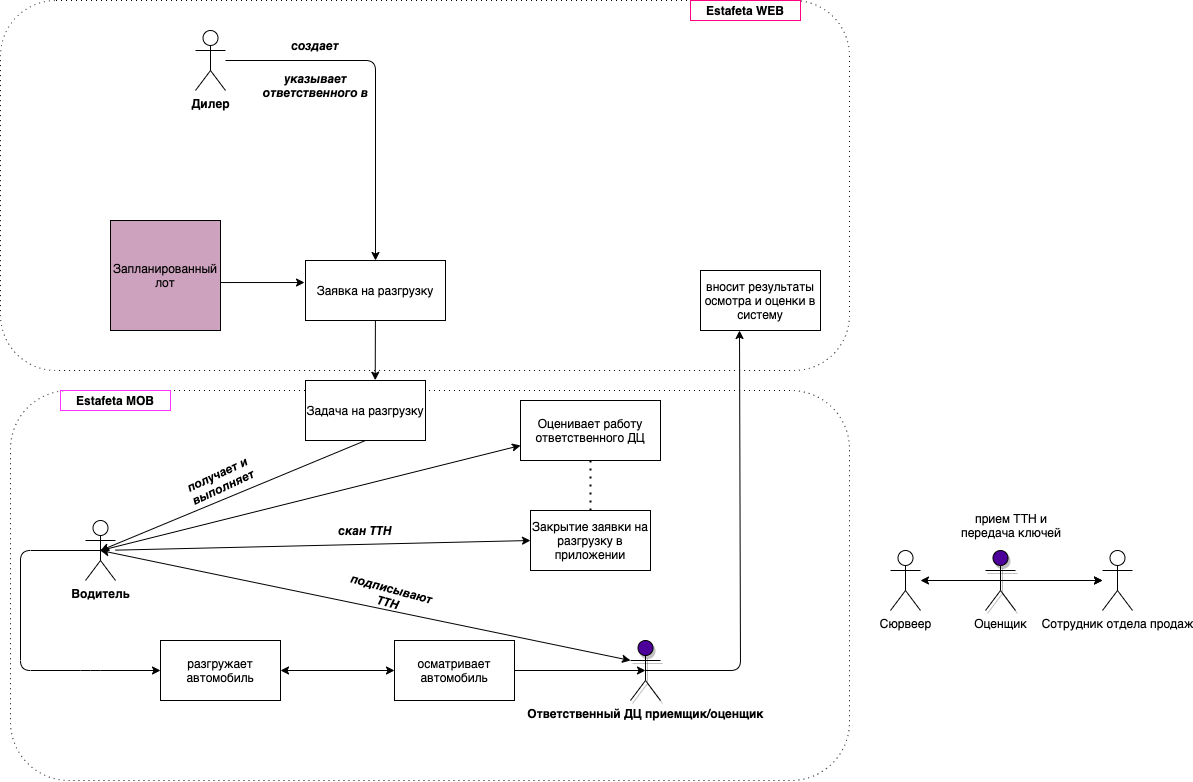 Estafeta WEB
создает
указывает
ответственного в
Дилер
Запланированный
лот
Заявка на разгрузку
вносит результаты
осмотра и оценки в
систему
Estafeta MOB
Задача на разгрузку
Оценивает работу
ответственного ДЦ
получает и
выполняет
скан ТТН
Закрытие заявки на
разгрузку в
приложении
прием ТТН и
передача ключей
Водитель
подписывают
ТТН
Сюрвеер
Оценщик
Сотрудник отдела продаж
разгружает
автомобиль
осматривает
автомобиль
Ответственный ДЦ приемщик/оценщик